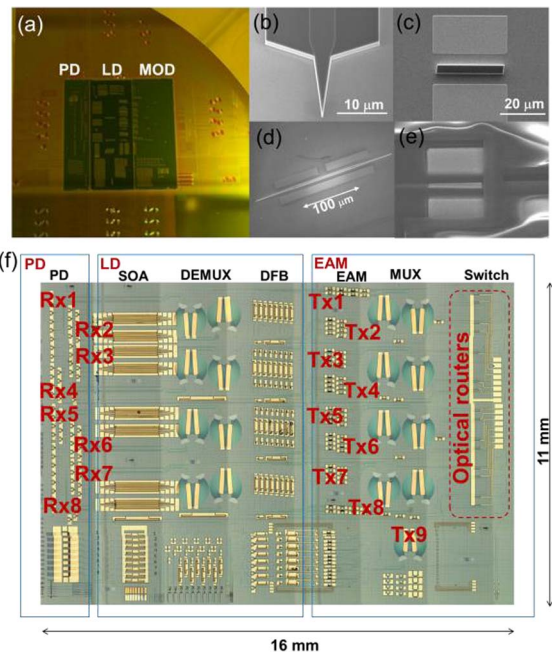 (a)
PD LD MOD
(b)
10 μm
(c)
20 μm
(d)
100 μm
(e)
(f)
PD LD EAM
PD SOA DEMUX DFB EAM MUX Switch
Rx1
Rx2
Rx3
Rx4
Rx5
Rx6
Rx7
Rx8
Tx1
Tx2
Tx3
Tx4
Tx5
Tx6
Tx7
Tx8
Tx9
Optical routers
11 mm
16 mm